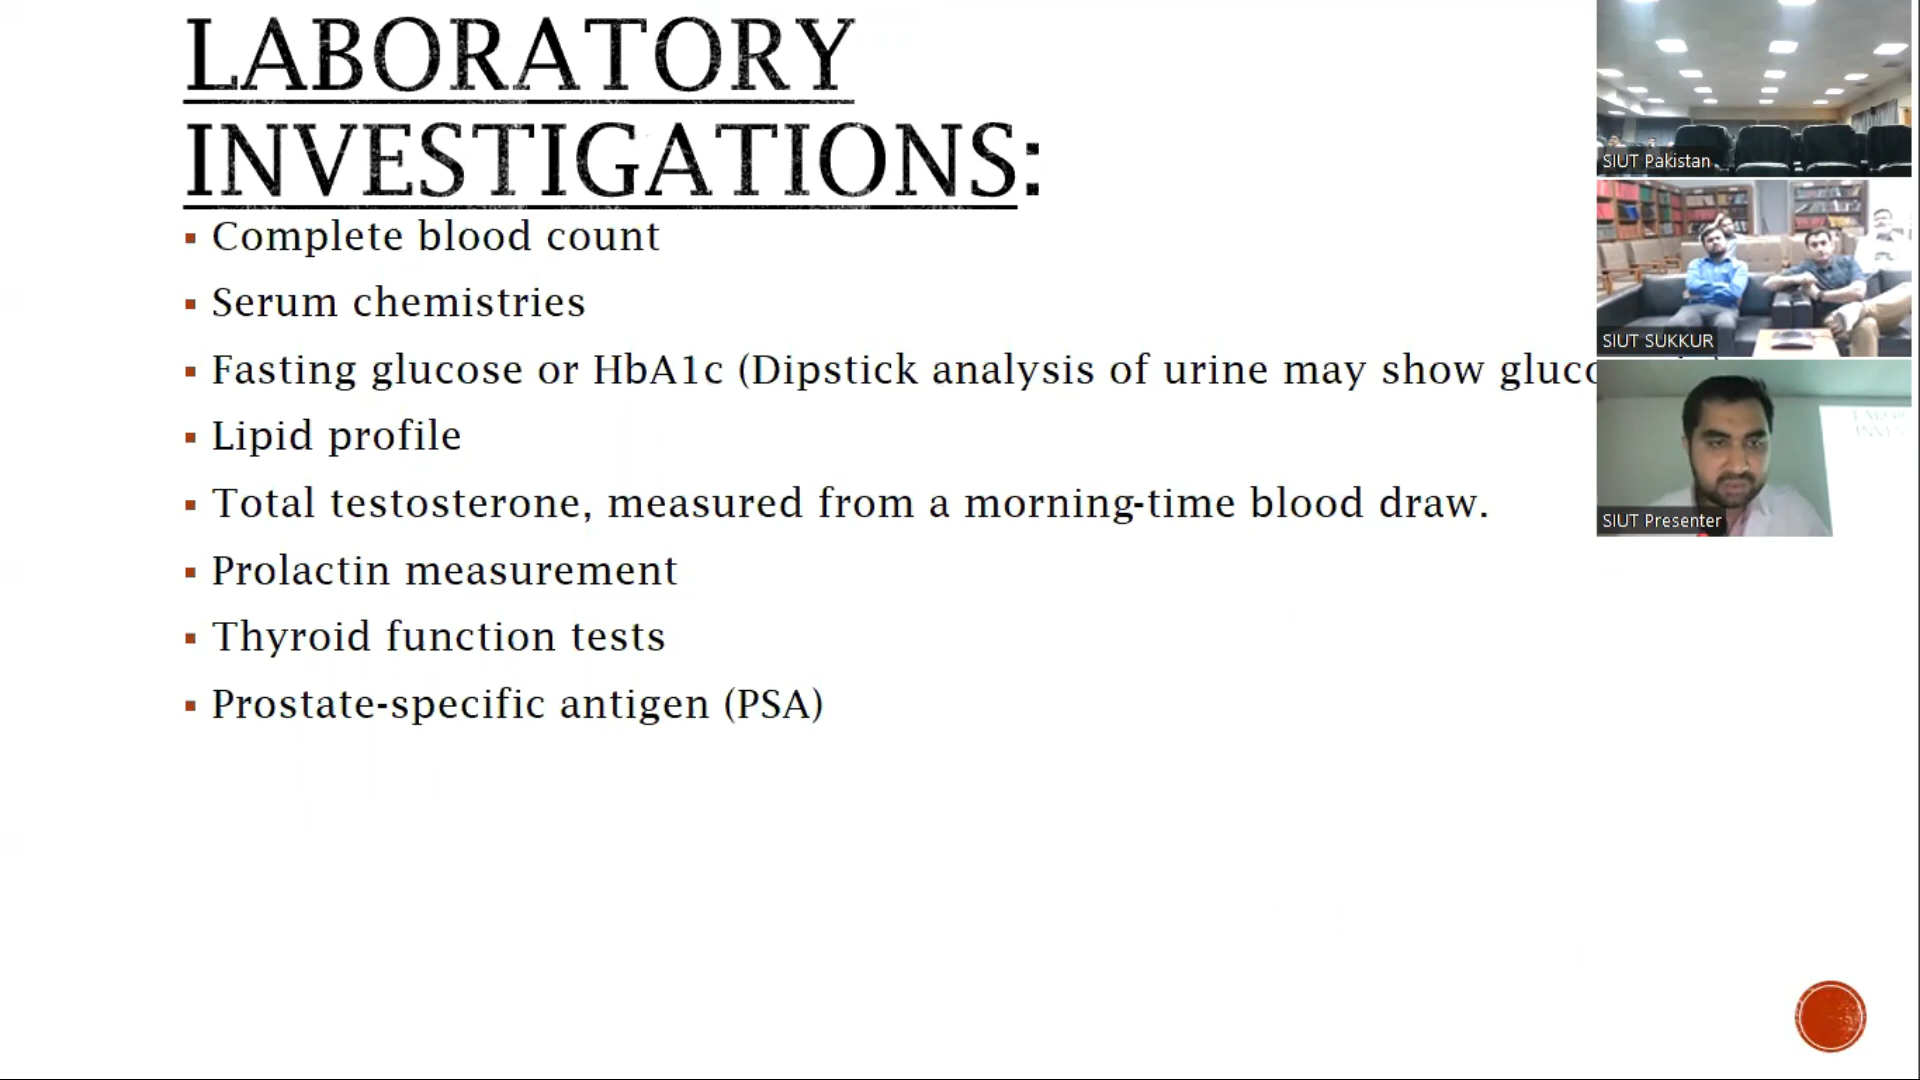 LABORATORY
INVESTIGATIONS:
Complete blood count
Serum chemistries
Fasting glucose or HbA1c (Dipstick analysis of urine may show
Lipid profile
Total testosterone, measured from a morning-time blood draw.
Prolactin measurement
Thyroid function tests
Prostate-specific antigen (PSA)
SIUT Pakistan
SIUT SUKKUR
SIUT Presenter